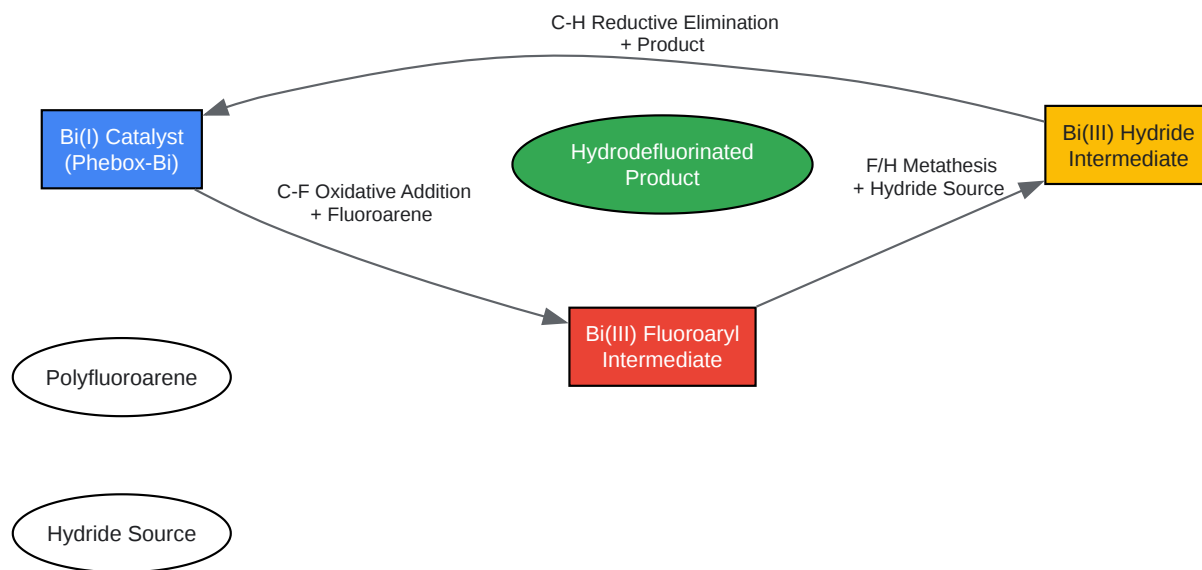 C-H Reductive Elimination
+ Product
Bi(I) Catalyst
(Phebox-Bi)
Hydrodefluorinated
Product
Bi(III) Hydride
Intermediate
F/H Metathesis
+ Hydride Source
C-F Oxidative Addition
+ Fluoroarene
Bi(III) Fluoroaryl
Intermediate
Polyfluoroarene
Hydride Source